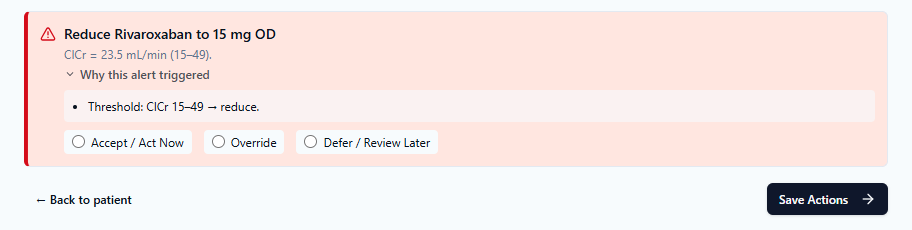 Reduce Rivaroxaban to 15 mg OD
ClCr = 23.5 mL/min (15–49).
Why this alert triggered
• Threshold: ClCr 15–49 → reduce.
Accept / Act Now Override Defer / Review Later
← Back to patient Save Actions →